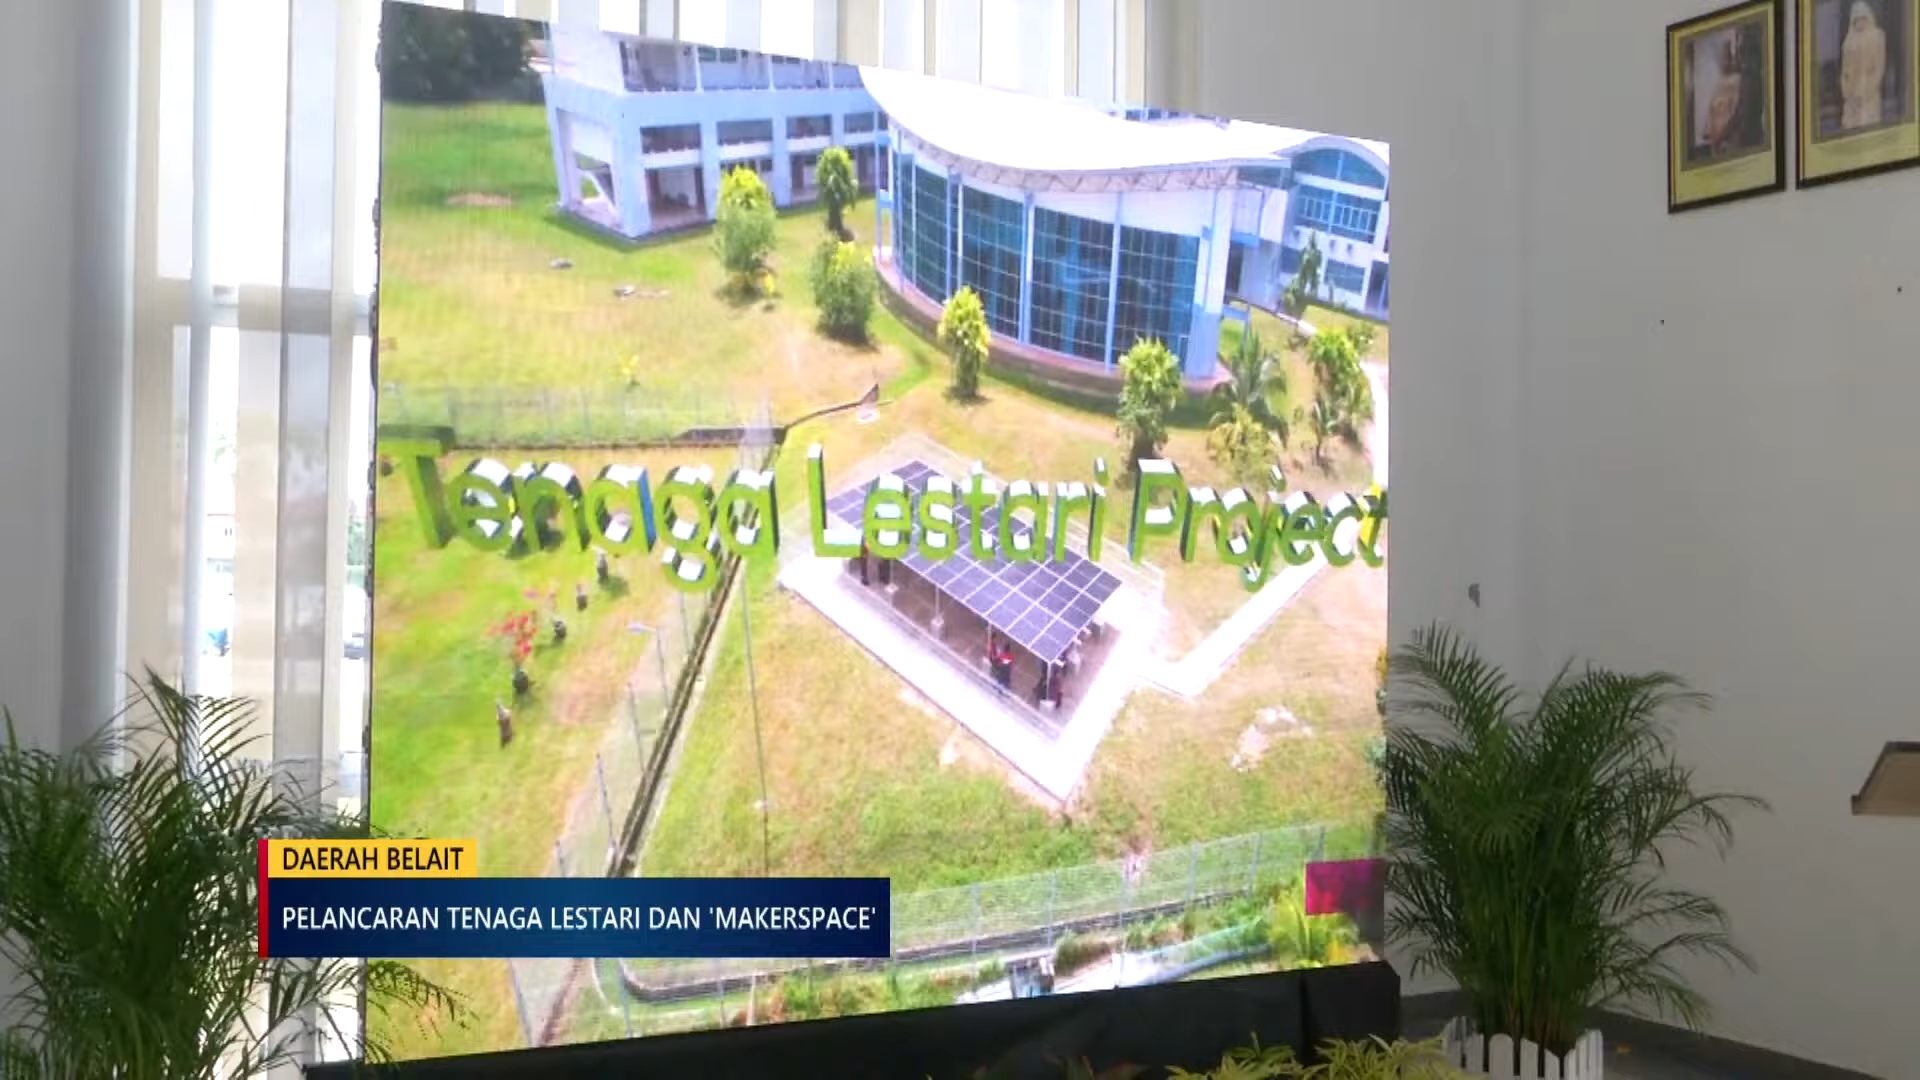 Tenaga Lestari Project
DAERAH BELAIT
PELANCARAN TENAGA LESTARI DAN 'MAKERSPACE'